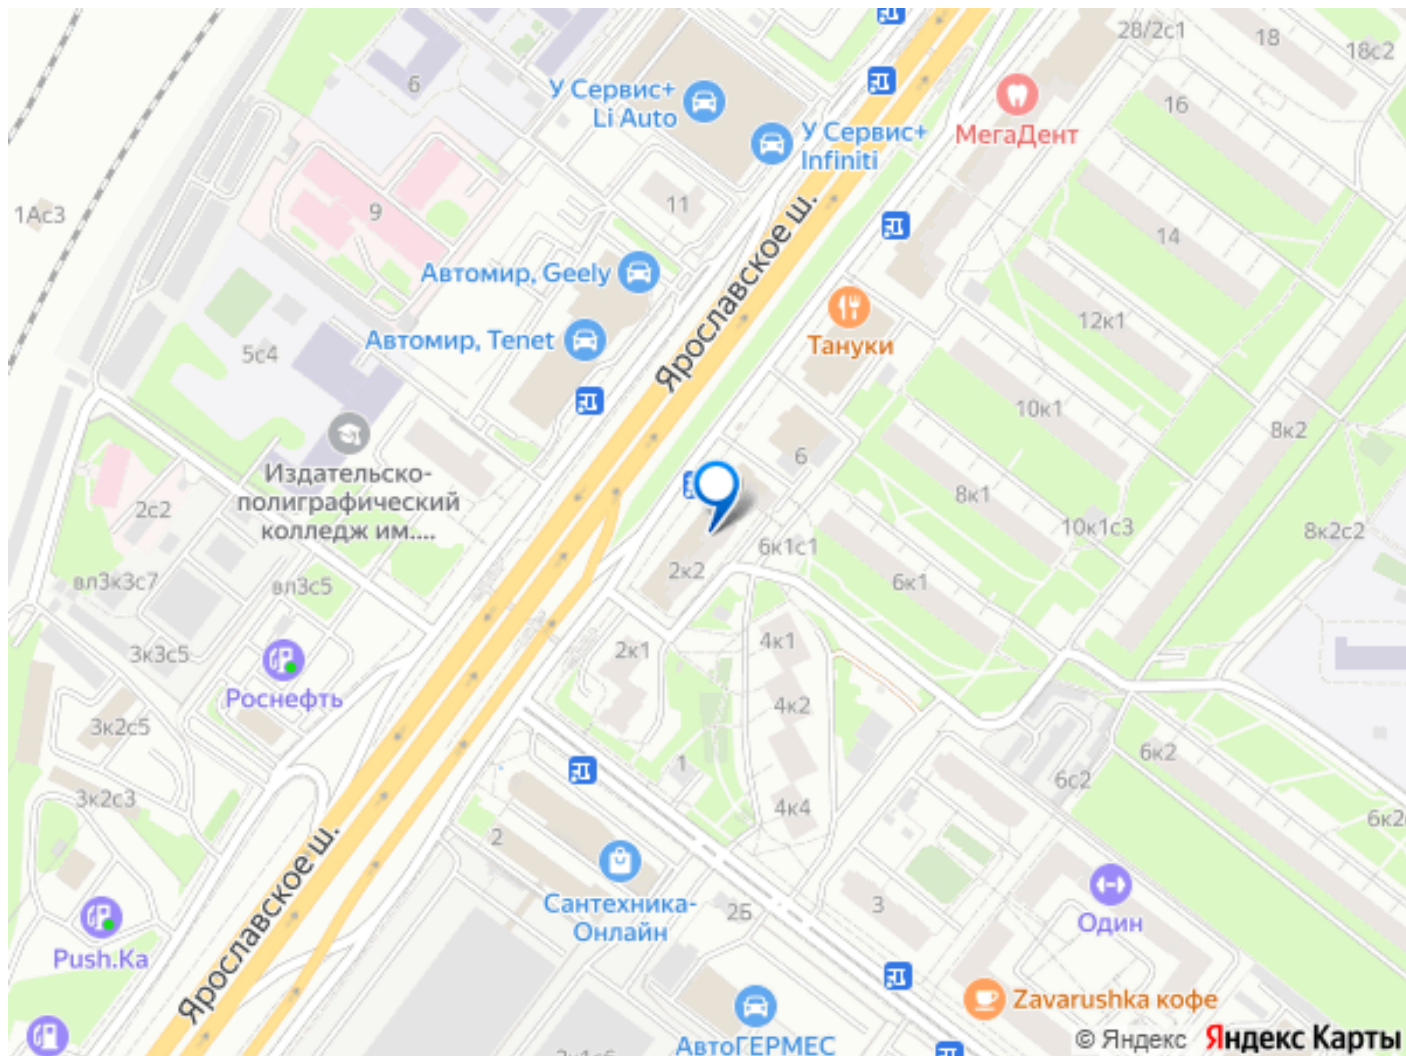 28/2с1
18
18с2
6
У Сервис+
Li Auto
16
МегаДент
У Сервис+
Infiniti
1Ас3
9
11
14
Ярославское ш.
Автомир, Geely
12к1
5с4
Автомир, Tenet
Тануки
10к1
8к2
6
Издательско-
полиграфический
колледж им....
2с2
8к1
10к1с3
8к2с2
6к1с1
вл3к3с7
вл3с5
2к2
6к1
3к3с5
2к1
4к1
Роснефть
3к2с5
4к2
6к2
1
6с2
3к2с3
4к4
6к2
2
Ярославское ш.
Сантехника-
Онлайн
2Б
3
Один
Push.Ka
Zavarushka кофе
АвтоГЕРМЕС
© Яндекс Яндекс Карты